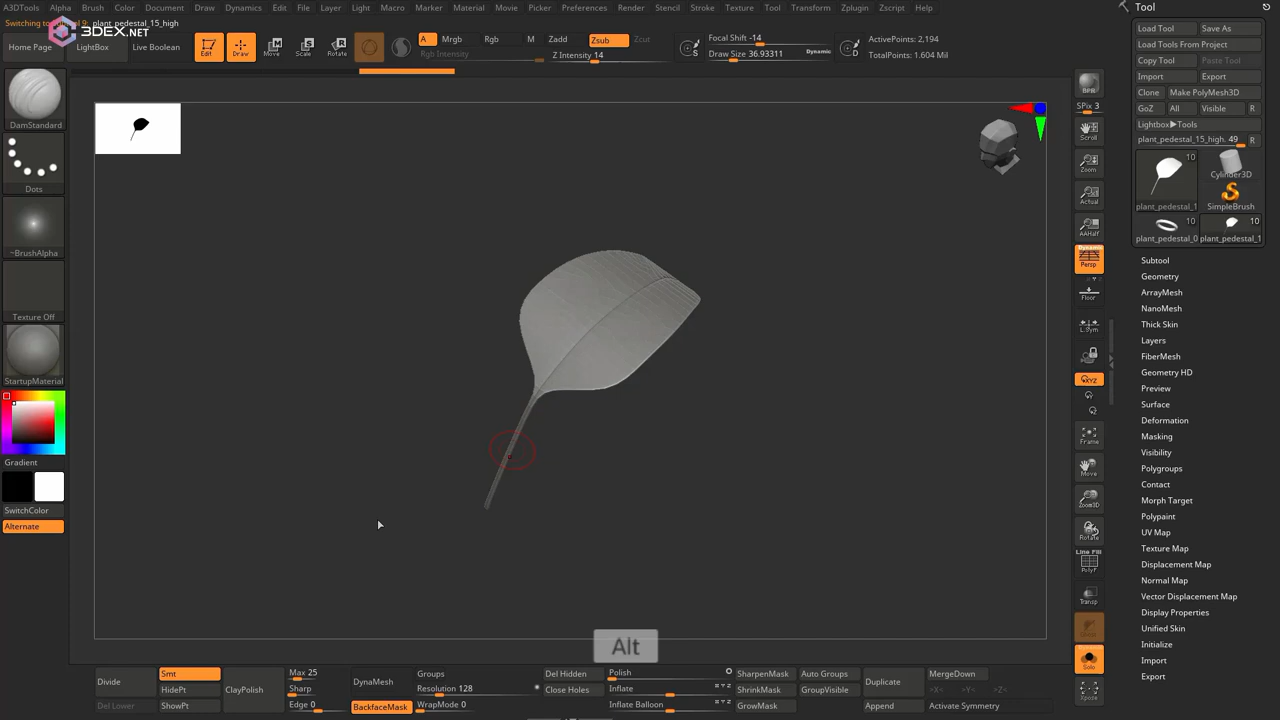 A3DTools Alpha Brush Color Document Draw Dynamics Edit File Layer Light Macro Marker Material Movie Picker Preferences Render Stencil Stroke Texture Tool Transform Zplugin Zscript Help
plant_pedestal_15_high
3DEX.NET
Home Page
LightBox
Live Boolean
Edit
Draw
Move
Scale
Rotate
A
Mrgb
Rgb
M
Rgb Intensity
Zadd
Zsub
Zcut
Z Intensity 14
S
Focal Shift -14
Draw Size 36.93311
Dynamic
D
ActivePoints: 2,194
TotalPoints: 1.604 Mil
DamStandard
Dots
~BrushAlpha
Texture Off
StartupMaterial
Gradient
SwitchColor
Alternate
Alt
BPR
SPix 3
Scroll
Zoom
Actual
AAHalf
Dynamic
Persp
Floor
L.Sym
XYZ
Frame
Move
Zoom3D
Rotate
Line Fill
PolyF
Transp
Solo
Xpose
Tool
Load Tool
Save As
Load Tools From Project
Copy Tool
Paste Tool
Import
Export
Clone
Make PolyMesh3D
GoZ
All
Visible
R
Lightbox▶Tools
plant_pedestal_15_high. 49
R
10
plant_pedestal_1
Cylinder3D
SimpleBrush
10
plant_pedestal_0
10
plant_pedestal_1
Subtool
Geometry
ArrayMesh
NanoMesh
Thick Skin
Layers
FiberMesh
Geometry HD
Preview
Surface
Deformation
Masking
Visibility
Polygroups
Contact
Morph Target
Polypaint
UV Map
Texture Map
Displacement Map
Normal Map
Vector Displacement Map
Display Properties
Unified Skin
Initialize
Import
Export
Divide
Del Lower
Smt
HidePt
ShowPt
ClayPolish
Max 25
Sharp
Edge 0
DynaMesh
BackfaceMask
Groups
Resolution 128
WrapMode 0
Del Hidden
Close Holes
Polish
Inflate
Inflate Balloon
SharpenMask
ShrinkMask
GrowMask
Auto Groups
GroupVisible
Duplicate
Append
MergeDown
>X<
>Y<
>Z<
Activate Symmetry